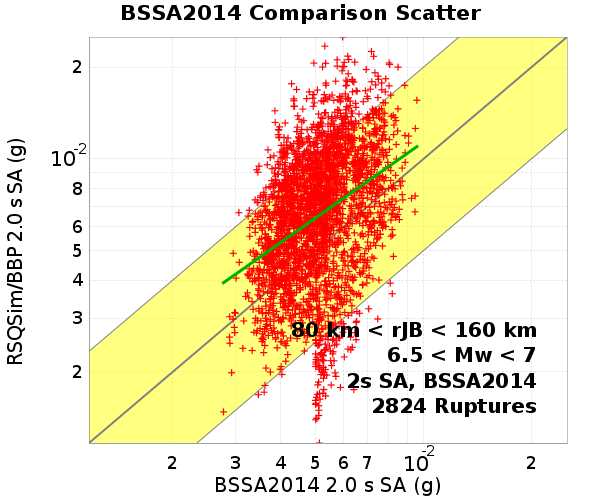 BSSA2014 Comparison Scatter
RSQSim/BBP 2.0 s SA (g)
2
10-2
8
6
5
4
3
2
80 km < rJB < 160 km
6.5 < Mw < 7
2s SA, BSSA2014
2824 Ruptures
2 3 4 5 6 7 10-2 2
BSSA2014 2.0 s SA (g)